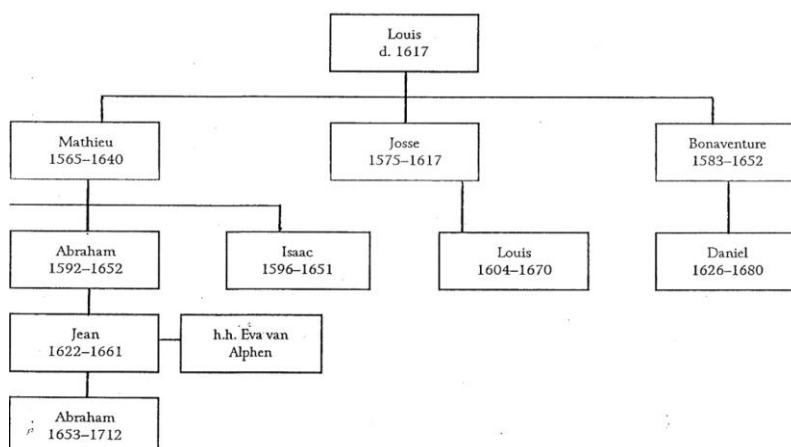 Louis
d. 1617
Mathieu
1565–1640
Josse
1575–1617
Bonaventure
1583–1652
Abraham
1592–1652
Isaac
1596–1651
Louis
1604–1670
Daniel
1626–1680
Jean
1622–1661
h.h. Eva van
Alphen
Abraham
1653–1712